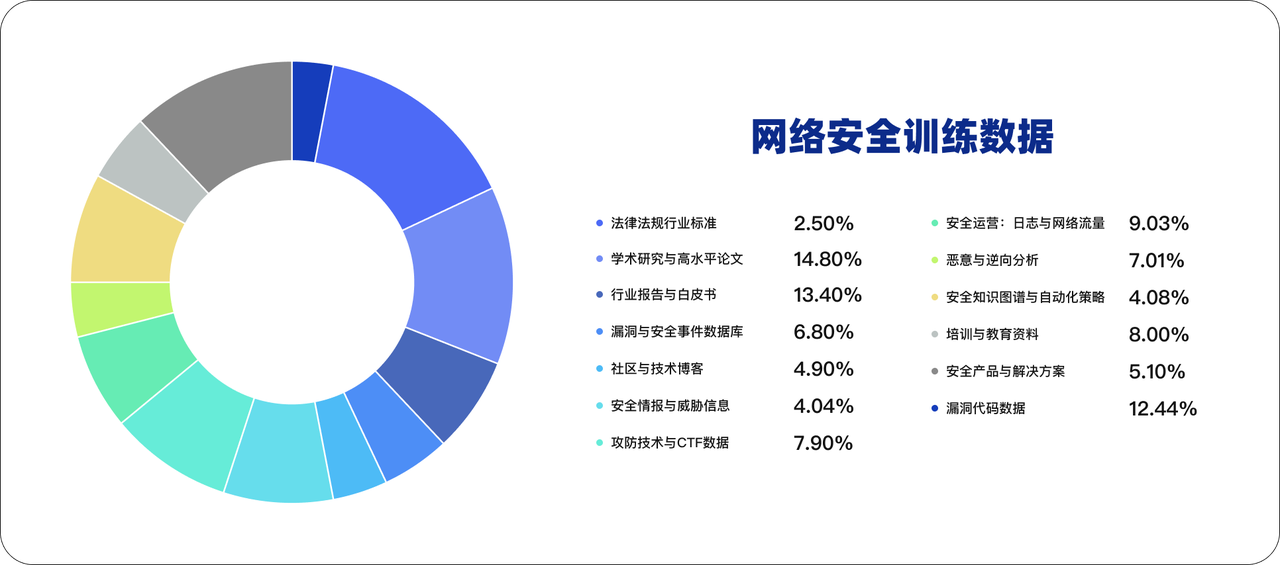 网络安全训练数据
法律法规行业标准 2.50%
学术研究与高水平论文 14.80%
行业报告与白皮书 13.40%
漏洞与安全事件数据库 6.80%
社区与技术博客 4.90%
安全情报与威胁信息 4.04%
攻防技术与CTF数据 7.90%
安全运营：日志与网络流量 9.03%
恶意与逆向分析 7.01%
安全知识图谱与自动化策略 4.08%
培训与教育资料 8.00%
安全产品与解决方案 5.10%
漏洞代码数据 12.44%